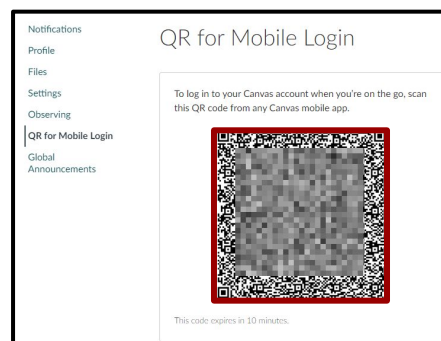 Notifications
Profile
Files
Settings
Observing
QR for Mobile Login
Global
Announcements
QR for Mobile Login
To log in to your Canvas account when you're on the go, scan
this QR code from any Canvas mobile app.
This code expires in 10 minutes.